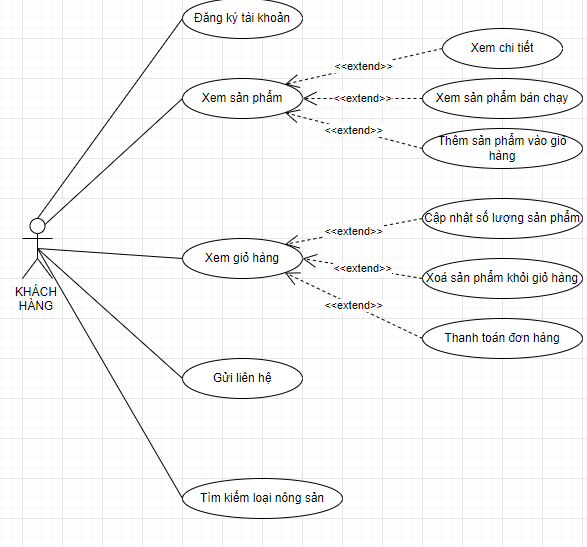 Đăng ký tài khoản
Xem chi tiết
<<extend>>
Xem sản phẩm
<<extend>>
Xem sản phẩm bán chạy
<<extend>>
Thêm sản phẩm vào giỏ
hàng
Cập nhật số lượng sản phẩm
<<extend>>
Xem giỏ hàng
<<extend>>
Xoá sản phẩm khỏi giỏ hàng
KHÁCH
HÀNG
<<extend>>
Thanh toán đơn hàng
Gửi liên hệ
Tìm kiếm loại nông sản